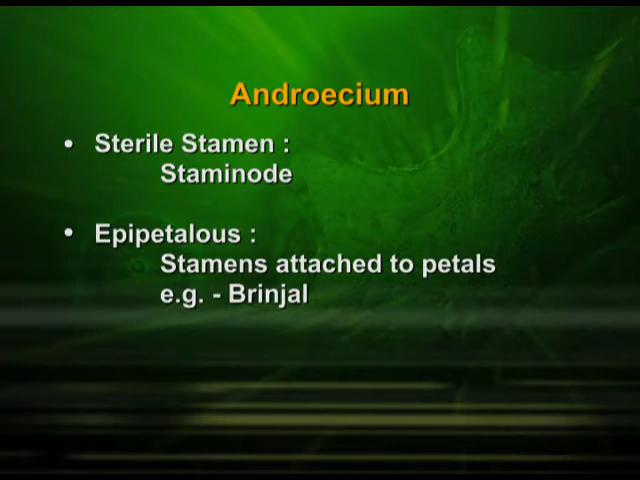 Androecium
• Sterile Stamen :
Staminode
• Epipetalous :
Stamens attached to petals
e.g. - Brinjal